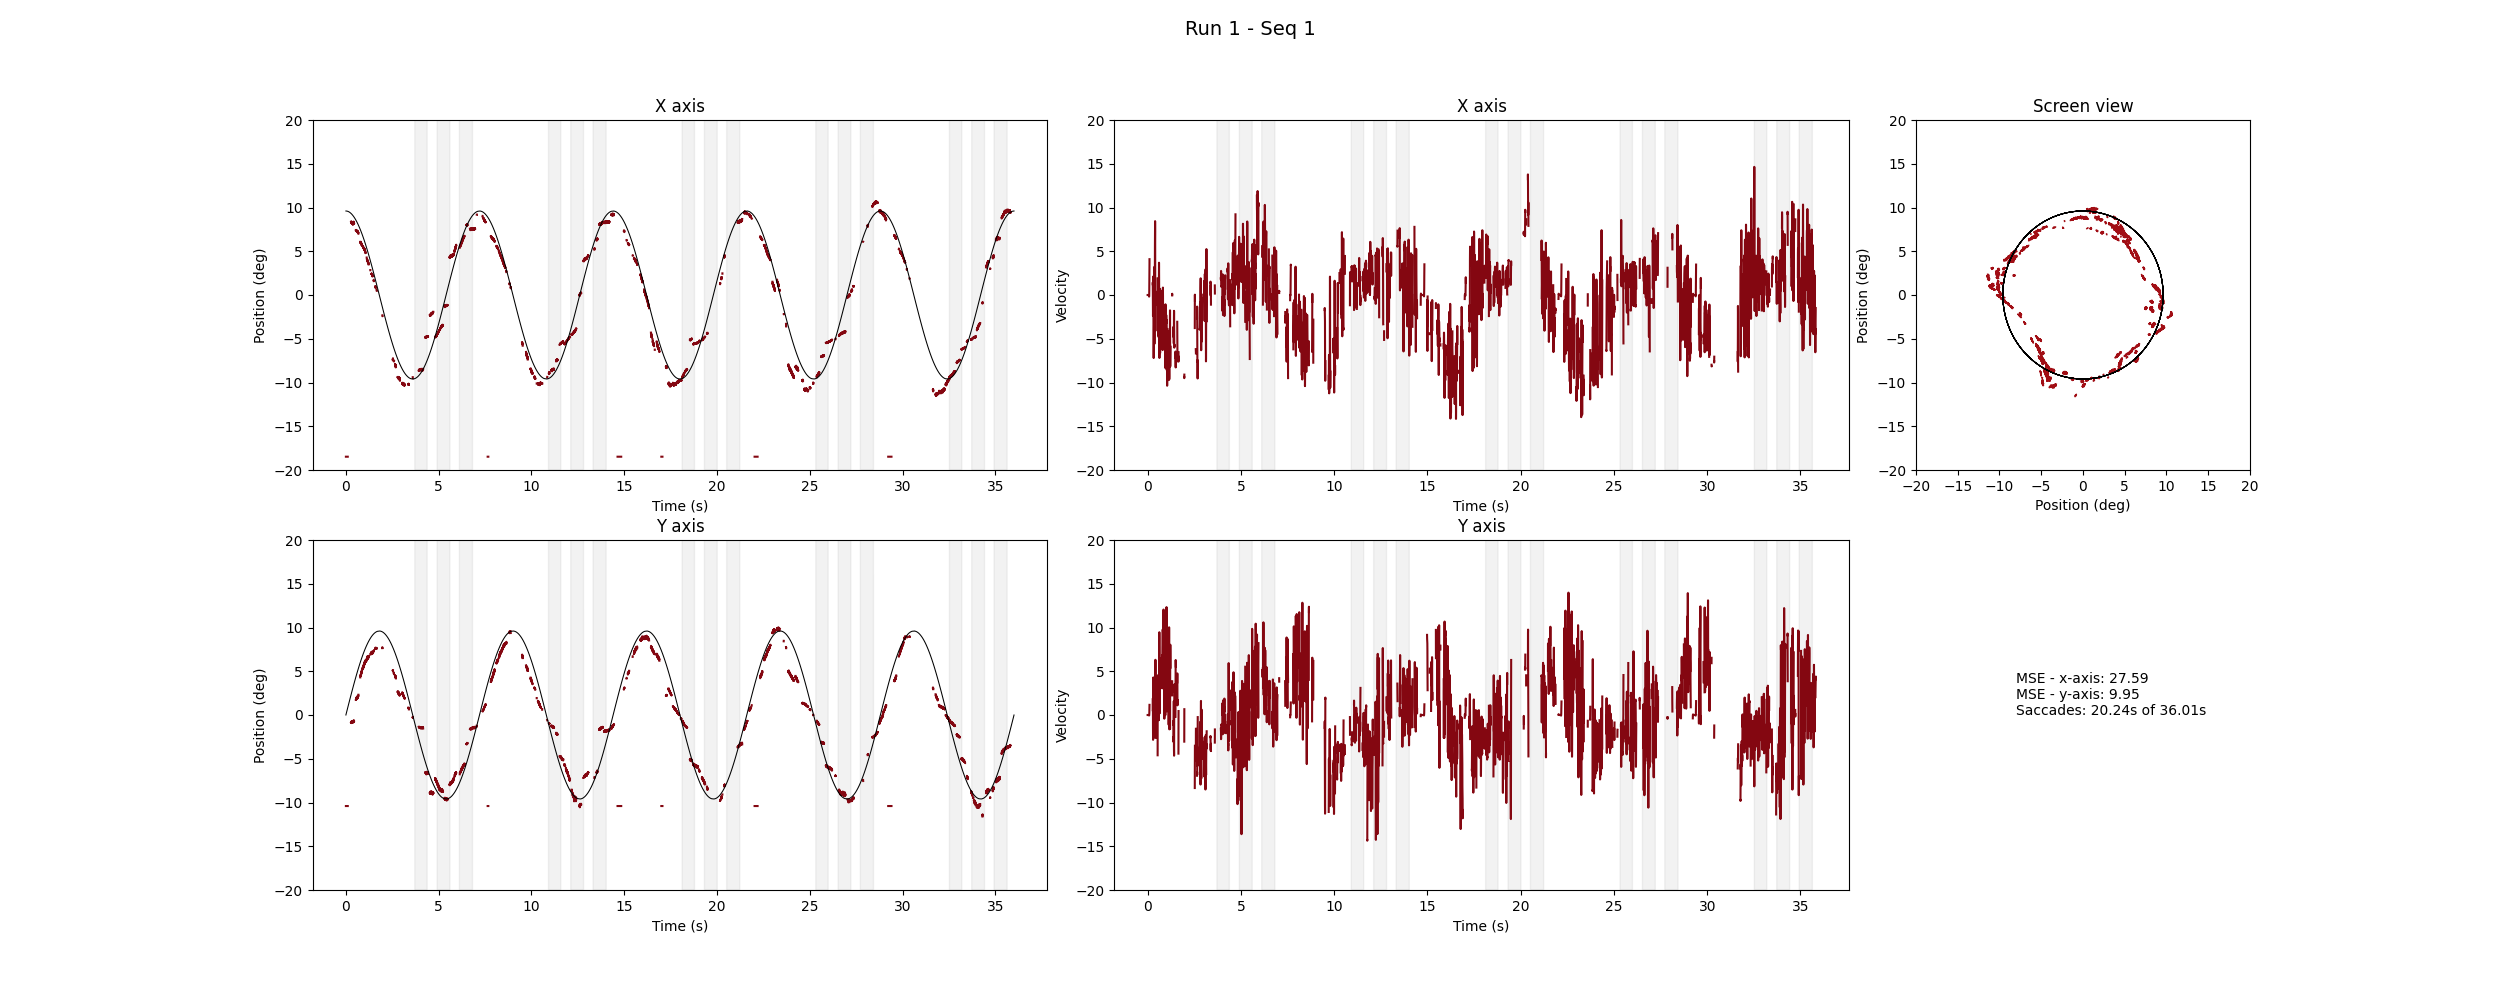 Run 1 - Seq 1
X axis
20
15
10
5
0
−5
−10
−15
−20
Position (deg)
0 5 10 15 20 25 30 35
Time (s)
X axis
20
15
10
5
0
−5
−10
−15
−20
Velocity
0 5 10 15 20 25 30 35
Time (s)
Screen view
20
15
10
5
0
−5
−10
−15
−20
Position (deg)
−20 −15 −10 −5 0 5 10 15 20
Position (deg)
Y axis
20
15
10
5
0
−5
−10
−15
−20
Position (deg)
0 5 10 15 20 25 30 35
Time (s)
Y axis
20
15
10
5
0
−5
−10
−15
−20
Velocity
0 5 10 15 20 25 30 35
Time (s)
MSE - x-axis: 27.59
MSE - y-axis: 9.95
Saccades: 20.24s of 36.01s